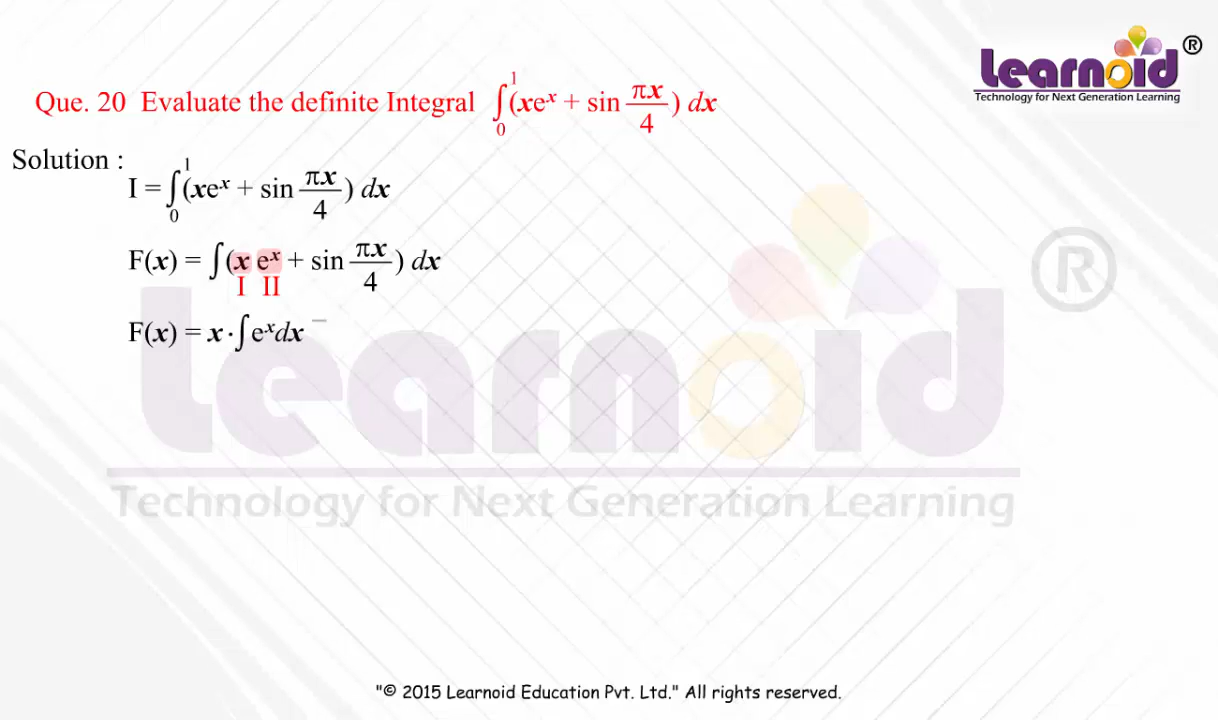 Learnoid ®
Technology for Next Generation Learning
Que. 20 Evaluate the definite Integral ∫₀¹(xeˣ + sin πx/4) dx
Solution :
I = ∫₀¹(xeˣ + sin πx/4) dx
F(x) = ∫(x eˣ + sin πx/4) dx
I II
F(x) = x · ∫eˣdx –
Learnoid ®
Technology for Next Generation Learning
"© 2015 Learnoid Education Pvt. Ltd." All rights reserved.